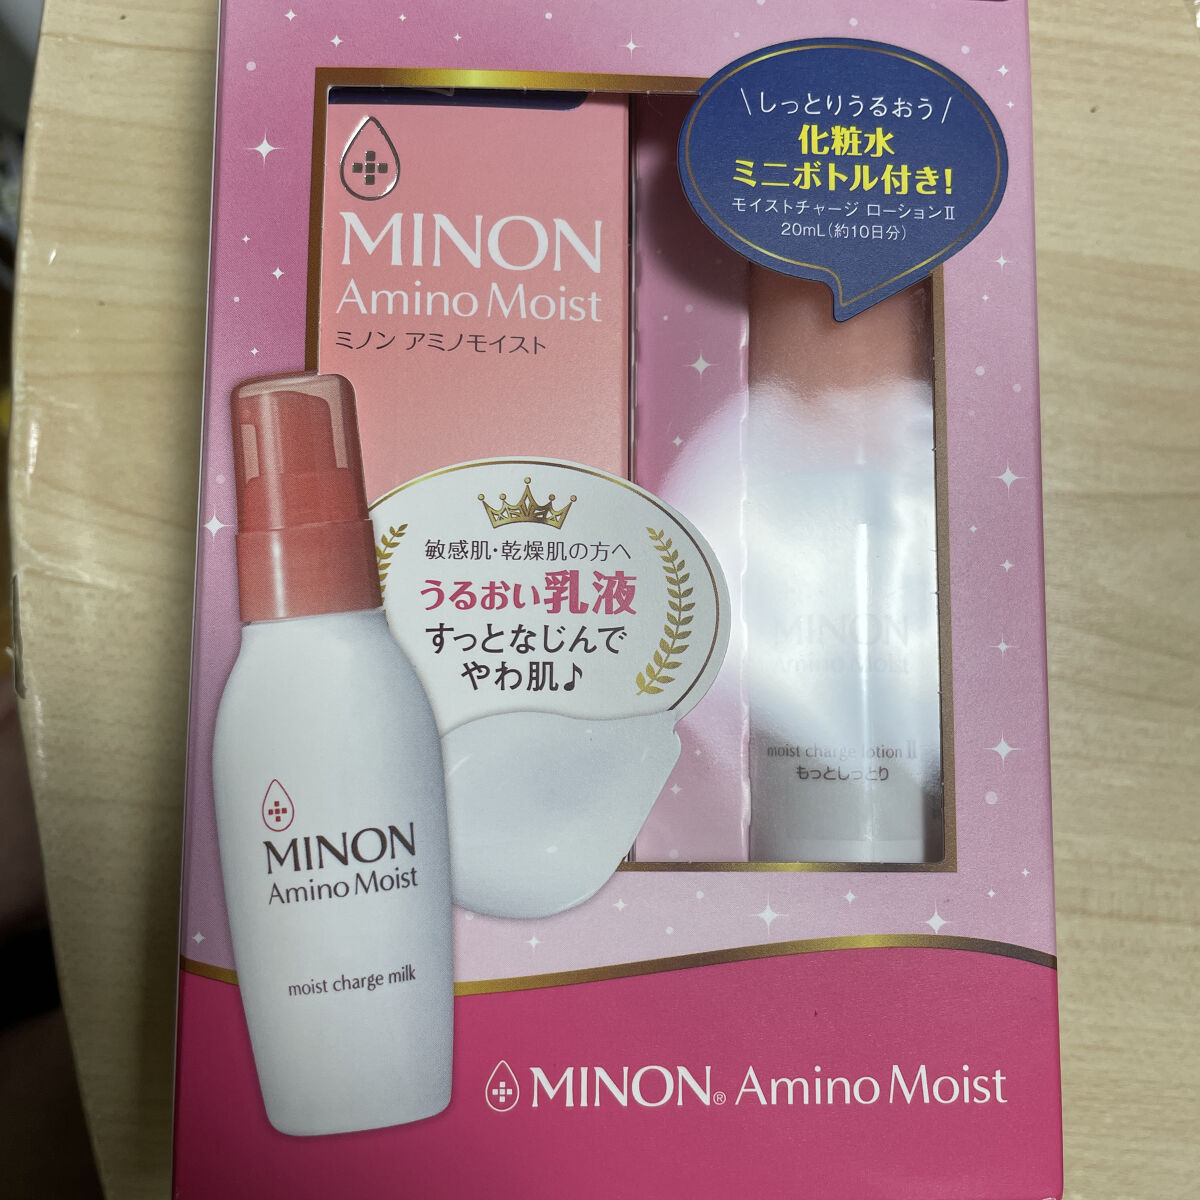 \しっとりうるおう/
化粧水
ミニボトル付き!
モイストチャージ ローションⅡ
20mL(約10日分)
MINON
Amino Moist
ミノン アミノモイスト
敏感肌・乾燥肌の方へ
うるおい乳液
すっとなじんで
やわ肌♪
MINON
Amino Moist
moist charge lotion Ⅱ
もっとしっとり
MINON
Amino Moist
moist charge milk
MINON® Amino Moist